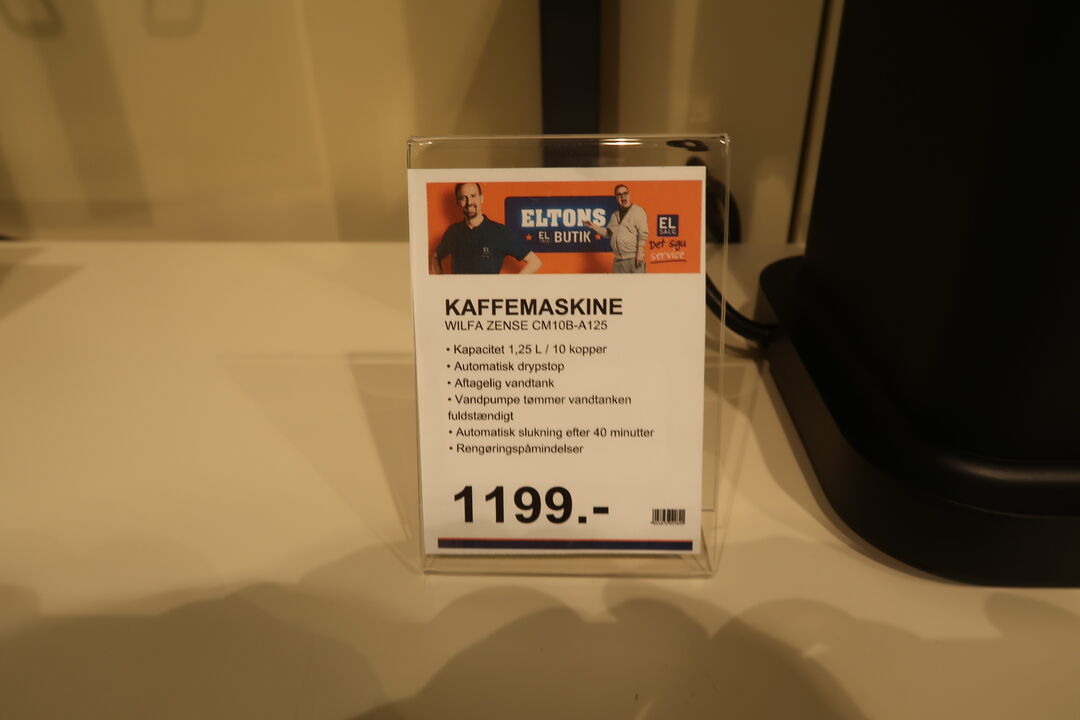 ELTONS
EL SALG BUTIK
EL
SALG
Det sgu
service
KAFFEMASKINE
WILFA ZENSE CM10B-A125
• Kapacitet 1,25 L / 10 kopper
• Automatisk drypstop
• Aftagelig vandtank
• Vandpumpe tømmer vandtanken
fuldstændigt
• Automatisk slukning efter 40 minutter
• Rengøringspåmindelser
1199.-